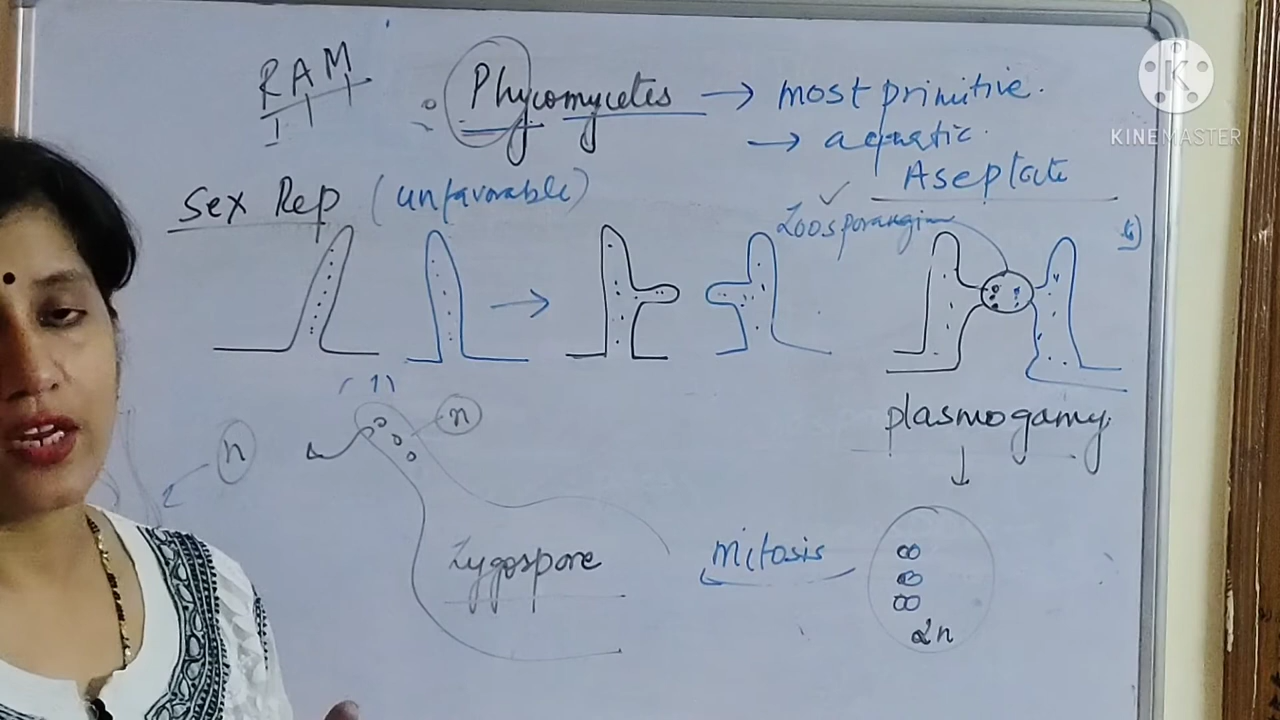 RAM
Phycomycetes → most primitive.
→ aquatic.
Aseptate
Sex Rep (unfavorable)
Zoosporangium
plasmogamy
n
n
Zygospore
mitosis
2n
K
KINEMASTER